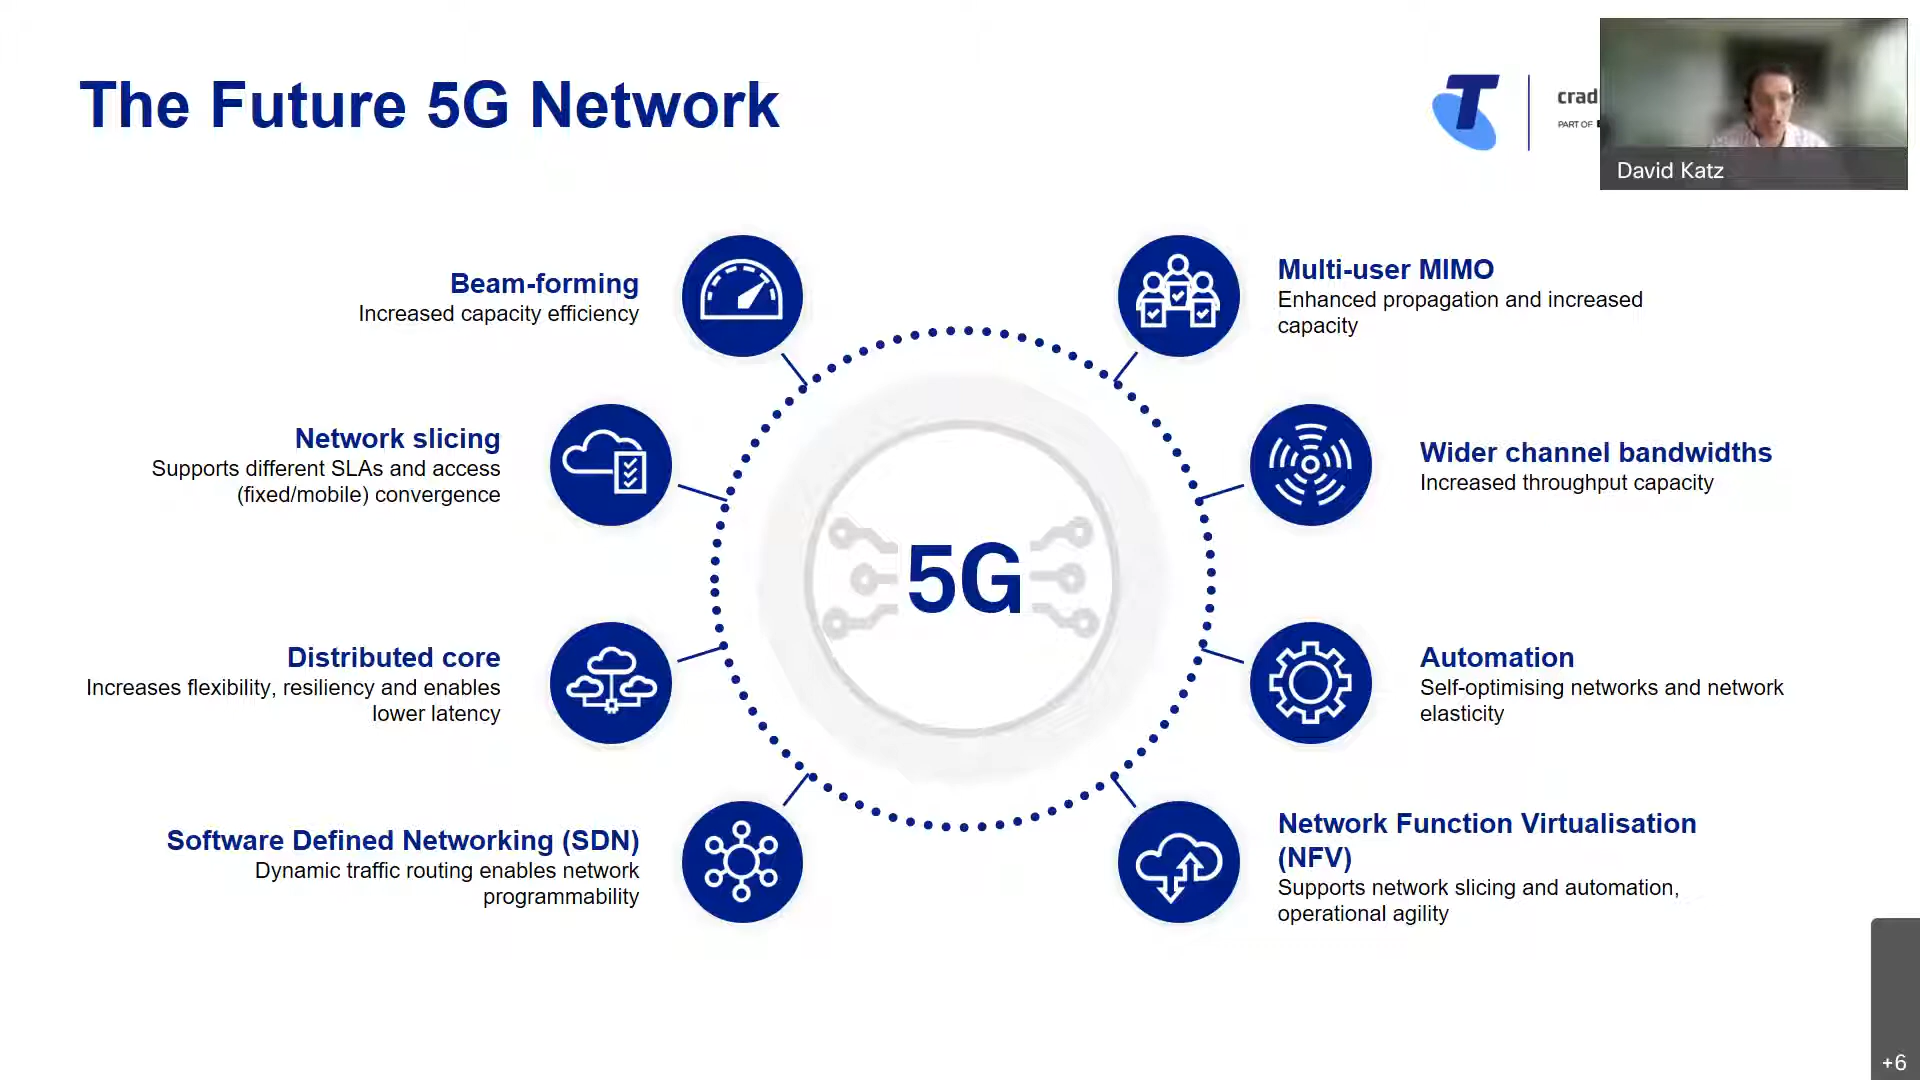 The Future 5G Network
T
crad
PART OF
David Katz
Beam-forming
Increased capacity efficiency
Multi-user MIMO
Enhanced propagation and increased
capacity
Network slicing
Supports different SLAs and access
(fixed/mobile) convergence
Wider channel bandwidths
Increased throughput capacity
5G
Distributed core
Increases flexibility, resiliency and enables
lower latency
Automation
Self-optimising networks and network
elasticity
Software Defined Networking (SDN)
Dynamic traffic routing enables network
programmability
Network Function Virtualisation
(NFV)
Supports network slicing and automation,
operational agility
+6